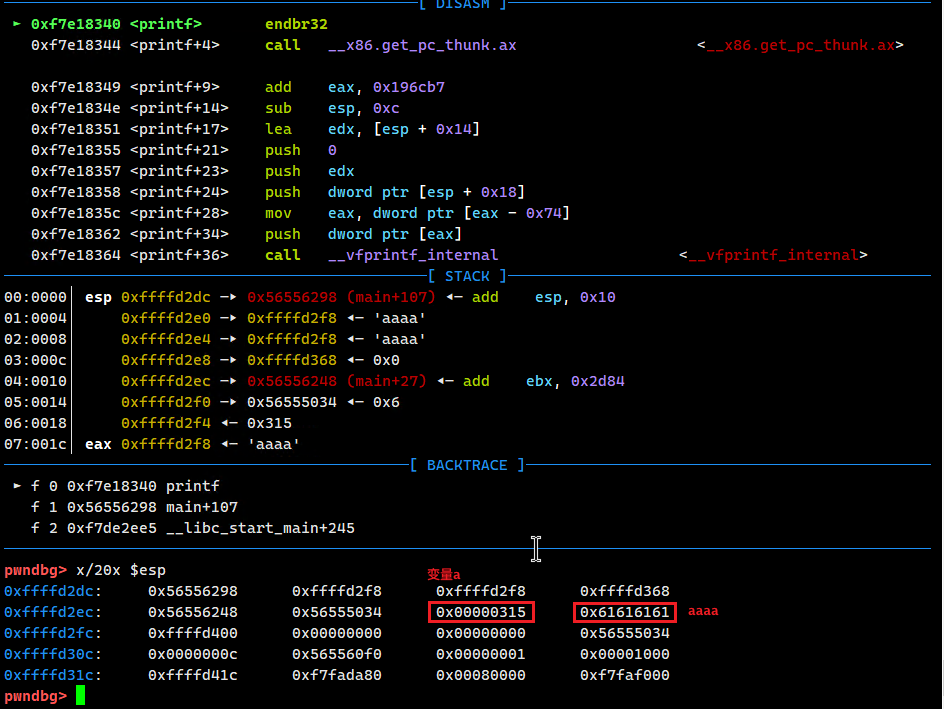 [ DISASM ]
► 0xf7e18340 <printf> endbr32
0xf7e18344 <printf+4> call __x86.get_pc_thunk.ax <__x86.get_pc_thunk.ax>
0xf7e18349 <printf+9> add eax, 0x196cb7
0xf7e1834e <printf+14> sub esp, 0xc
0xf7e18351 <printf+17> lea edx, [esp + 0x14]
0xf7e18355 <printf+21> push 0
0xf7e18357 <printf+23> push edx
0xf7e18358 <printf+24> push dword ptr [esp + 0x18]
0xf7e1835c <printf+28> mov eax, dword ptr [eax - 0x74]
0xf7e18362 <printf+34> push dword ptr [eax]
0xf7e18364 <printf+36> call __vfprintf_internal <__vfprintf_internal>
[ STACK ]
00:0000│ esp 0xffffd2dc —▸ 0x56556298 (main+107) ◂— add esp, 0x10
01:0004│ 0xffffd2e0 —▸ 0xffffd2f8 ◂— 'aaaa'
02:0008│ 0xffffd2e4 —▸ 0xffffd2f8 ◂— 'aaaa'
03:000c│ 0xffffd2e8 —▸ 0xffffd368 ◂— 0x0
04:0010│ 0xffffd2ec —▸ 0x56556248 (main+27) ◂— add ebx, 0x2d84
05:0014│ 0xffffd2f0 —▸ 0x56555034 ◂— 0x6
06:0018│ 0xffffd2f4 ◂— 0x315
07:001c│ eax 0xffffd2f8 ◂— 'aaaa'
[ BACKTRACE ]
► f 0 0xf7e18340 printf
f 1 0x56556298 main+107
f 2 0xf7de2ee5 __libc_start_main+245
pwndbg> x/20x $esp
变量a
0xffffd2dc: 0x56556298 0xffffd2f8 0xffffd2f8 0xffffd368
0xffffd2ec: 0x56556248 0x56555034 0x00000315 0x61616161 aaaa
0xffffd2fc: 0xffffd400 0x00000000 0x00000000 0x56555034
0xffffd30c: 0x0000000c 0x565560f0 0x00000001 0x00001000
0xffffd31c: 0xffffd41c 0xf7fada80 0x00080000 0xf7faf000
pwndbg>